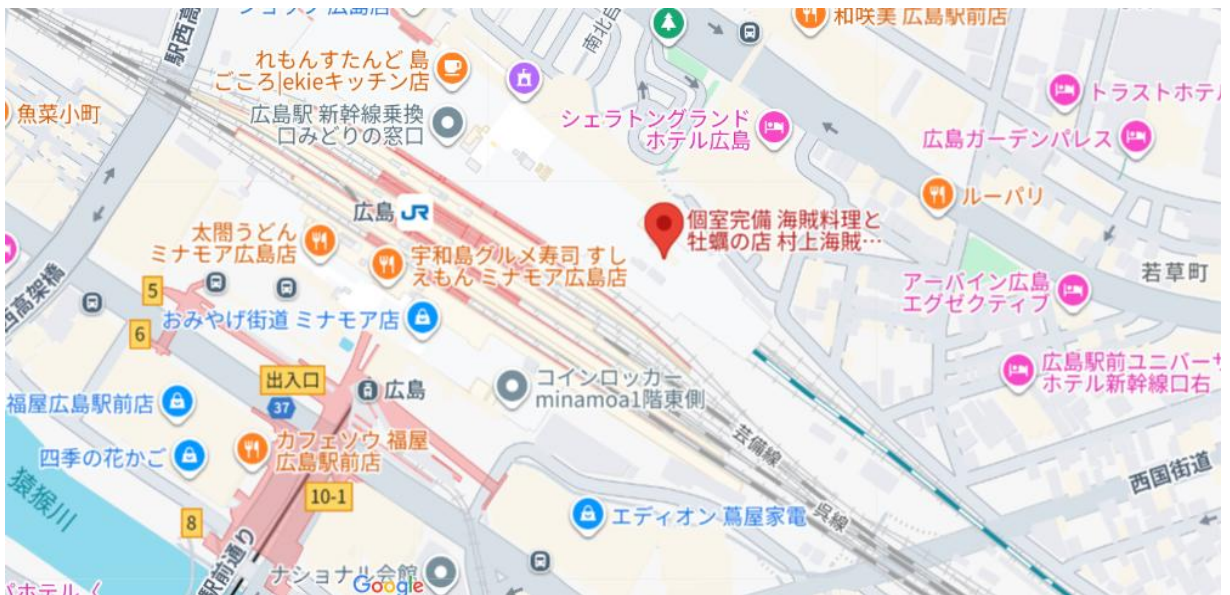 ショップ 広島店
駅西高
れもんすたんど 島
ごころ|ekieキッチン店
魚菜小町
広島駅 新幹線乗換
口みどりの窓口
南北自
和咲美 広島駅前店
シェラトングランド
ホテル広島
トラストホテル
広島ガーデンパレス
ルーパリ
広島 JR
個室完備 海賊料理と
牡蠣の店 村上海賊…
太閤うどん
ミナモア広島店
宇和島グルメ寿司 すし
えもん ミナモア広島店
アーバイン広島
エグゼクティブ
若草町
西高架橋
5
6
おみやげ街道 ミナモア店
出入口
37
広島
コインロッカー
minamoa1階東側
広島駅前ユニバーサ
ホテル新幹線口右
福屋広島駅前店
四季の花かご
カフェソウ 福屋
広島駅前店
芸備線
呉線
西国街道
猿猴川
10-1
8
エディオン 蔦屋家電
駅前通り
ナショナル会館
Google